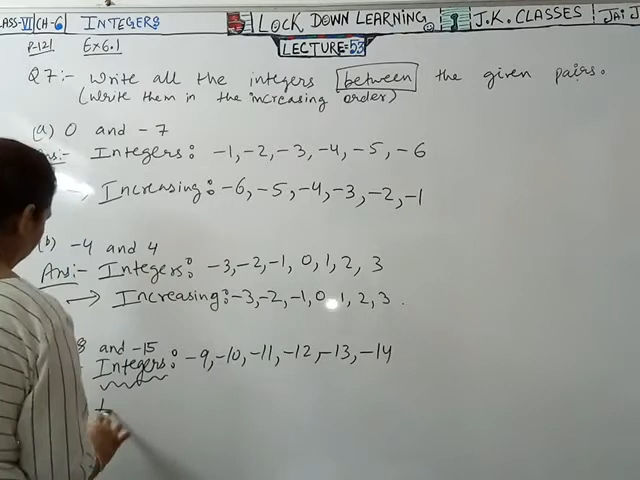 CLASS-VI CH-6 INTEGERS LOCK DOWN LEARNING J.K. CLASSES JAI J
P-121 EX 6.1 LECTURE-53
Q7:- Write all the integers between the given pairs.
(Write them in the increasing order)
(a) 0 and -7
Ans:- Integers: -1, -2, -3, -4, -5, -6
Increasing: -6, -5, -4, -3, -2, -1
(b) -4 and 4
Ans:- Integers: -3, -2, -1, 0, 1, 2, 3
→ Increasing: -3, -2, -1, 0, 1, 2, 3.
8 and -15
Integers: -9, -10, -11, -12, -13, -14